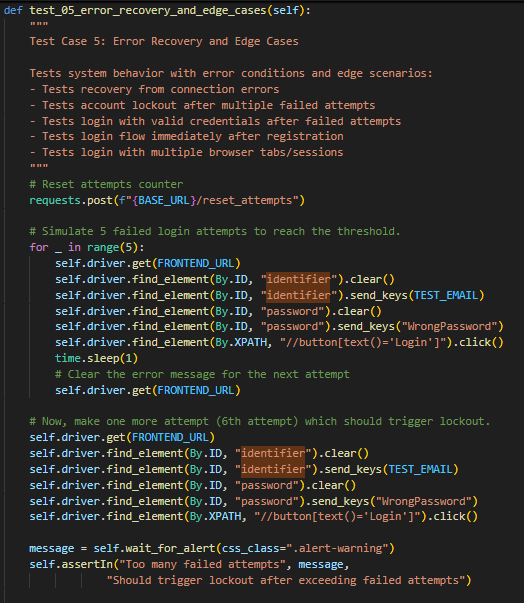 def test_05_error_recovery_and_edge_cases(self):
    """
    Test Case 5: Error Recovery and Edge Cases

    Tests system behavior with error conditions and edge scenarios:
    - Tests recovery from connection errors
    - Tests account lockout after multiple failed attempts
    - Tests login with valid credentials after failed attempts
    - Tests login flow immediately after registration
    - Tests login with multiple browser tabs/sessions
    """
    # Reset attempts counter
    requests.post(f"{BASE_URL}/reset_attempts")

    # Simulate 5 failed login attempts to reach the threshold.
    for _ in range(5):
        self.driver.get(FRONTEND_URL)
        self.driver.find_element(By.ID, "identifier").clear()
        self.driver.find_element(By.ID, "identifier").send_keys(TEST_EMAIL)
        self.driver.find_element(By.ID, "password").clear()
        self.driver.find_element(By.ID, "password").send_keys("WrongPassword")
        self.driver.find_element(By.XPATH, "//button[text()='Login']").click()
        time.sleep(1)
        # Clear the error message for the next attempt
        self.driver.get(FRONTEND_URL)

    # Now, make one more attempt (6th attempt) which should trigger lockout.
    self.driver.get(FRONTEND_URL)
    self.driver.find_element(By.ID, "identifier").clear()
    self.driver.find_element(By.ID, "identifier").send_keys(TEST_EMAIL)
    self.driver.find_element(By.ID, "password").clear()
    self.driver.find_element(By.ID, "password").send_keys("WrongPassword")
    self.driver.find_element(By.XPATH, "//button[text()='Login']").click()

    message = self.wait_for_alert(css_class=".alert-warning")
    self.assertIn("Too many failed attempts", message,
                "Should trigger lockout after exceeding failed attempts")